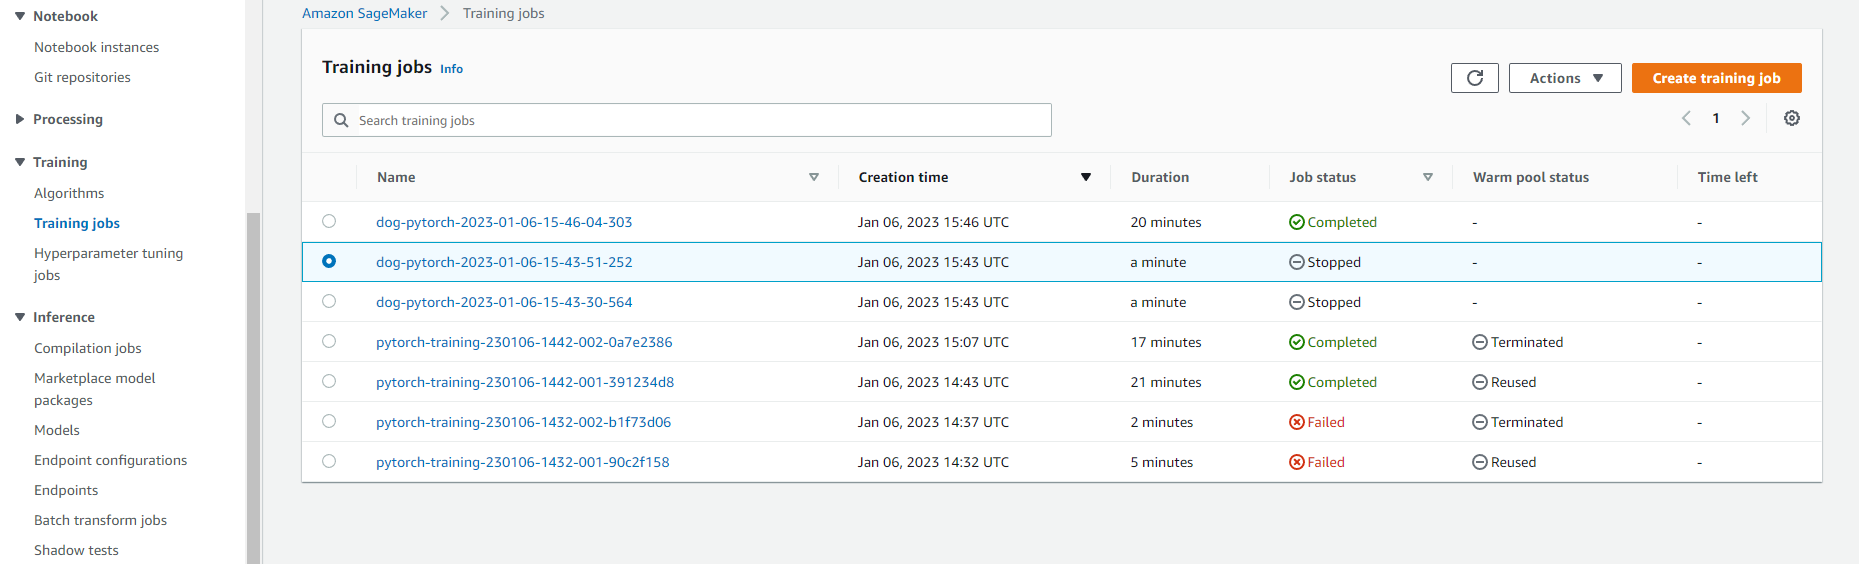 Notebook
Notebook instances
Git repositories
Processing
Training
Algorithms
Training jobs
Hyperparameter tuning
jobs
Inference
Compilation jobs
Marketplace model
packages
Models
Endpoint configurations
Endpoints
Batch transform jobs
Shadow tests
Amazon SageMaker > Training jobs
Training jobs Info
Actions
Create training job
Search training jobs
1
Name Creation time Duration Job status Warm pool status Time left
dog-pytorch-2023-01-06-15-46-04-303 Jan 06, 2023 15:46 UTC 20 minutes Completed - -
dog-pytorch-2023-01-06-15-43-51-252 Jan 06, 2023 15:43 UTC a minute Stopped - -
dog-pytorch-2023-01-06-15-43-30-564 Jan 06, 2023 15:43 UTC a minute Stopped - -
pytorch-training-230106-1442-002-0a7e2386 Jan 06, 2023 15:07 UTC 17 minutes Completed Terminated -
pytorch-training-230106-1442-001-391234d8 Jan 06, 2023 14:43 UTC 21 minutes Completed Reused -
pytorch-training-230106-1432-002-b1f73d06 Jan 06, 2023 14:37 UTC 2 minutes Failed Terminated -
pytorch-training-230106-1432-001-90c2f158 Jan 06, 2023 14:32 UTC 5 minutes Failed Reused -